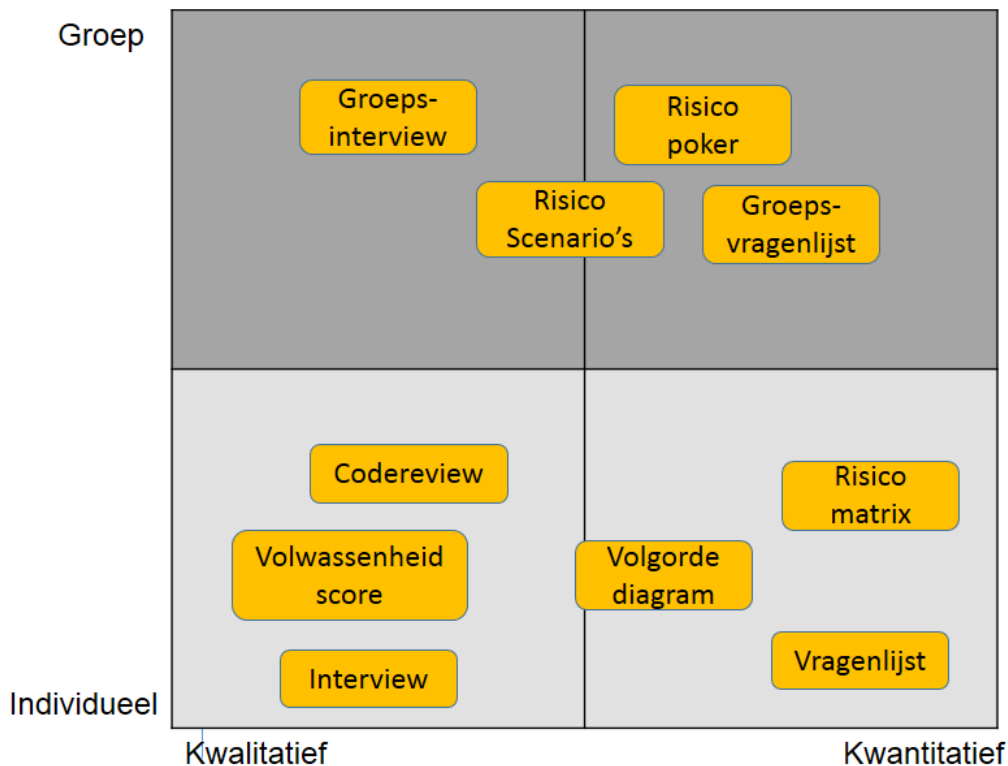 Groep
Groeps-
interview
Risico
poker
Risico
Scenario's
Groeps-
vragenlijst
Codereview
Risico
matrix
Volwassenheid
score
Volgorde
diagram
Interview
Vragenlijst
Individueel
Kwalitatief
Kwantitatief